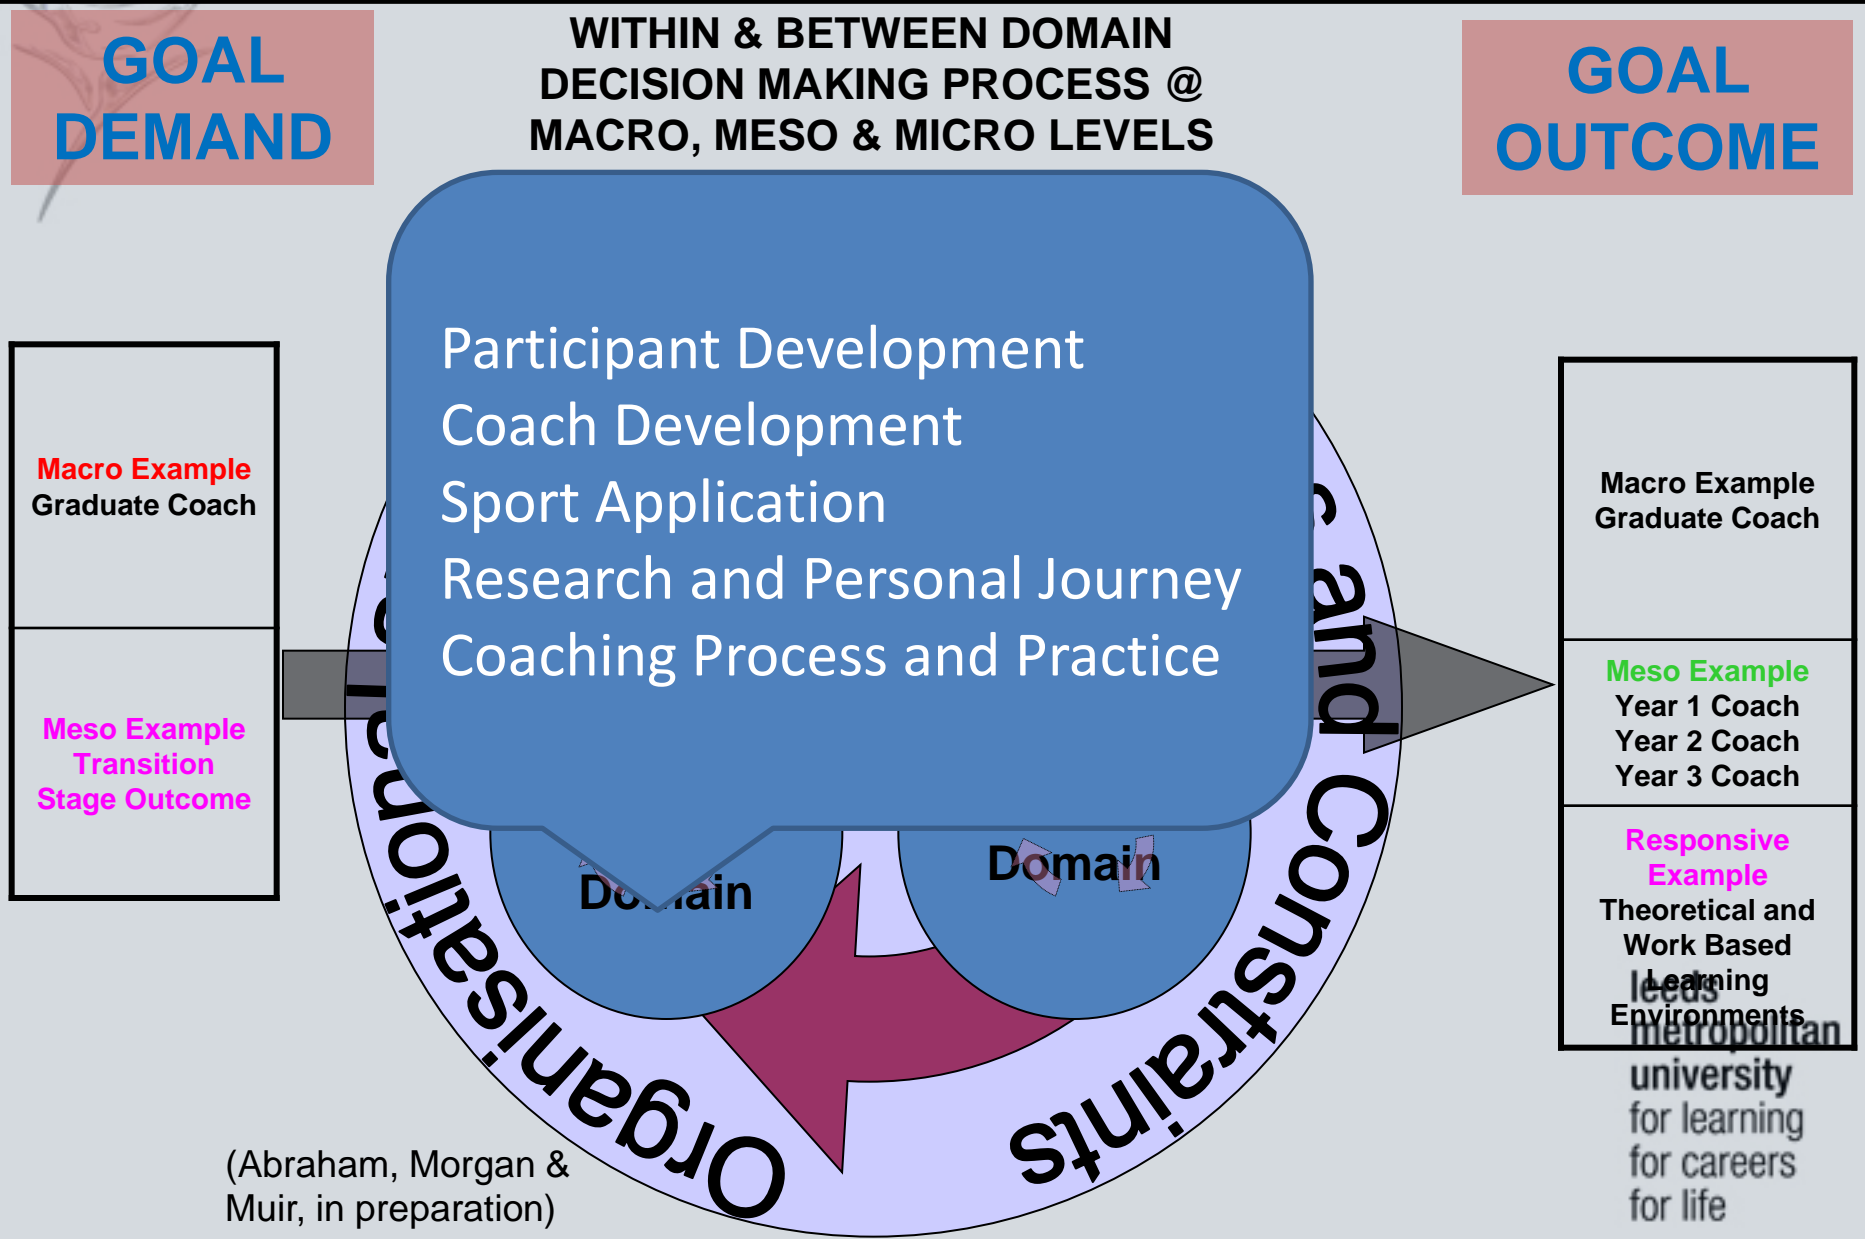 GOAL
DEMAND
WITHIN & BETWEEN DOMAIN
DECISION MAKING PROCESS @
MACRO, MESO & MICRO LEVELS
GOAL
OUTCOME
Participant Development
Coach Development
Sport Application
Research and Personal Journey
Coaching Process and Practice
Macro Example
Graduate Coach
Meso Example
Transition
Stage Outcome
and Constraints
Domain
Macro Example
Graduate Coach
Meso Example
Year 1 Coach
Year 2 Coach
Year 3 Coach
Responsive
Example
Theoretical and
Work Based
Learning
Environments
leeds
metropolitan
university
for learning
for careers
for life
(Abraham, Morgan &
Muir, in preparation)